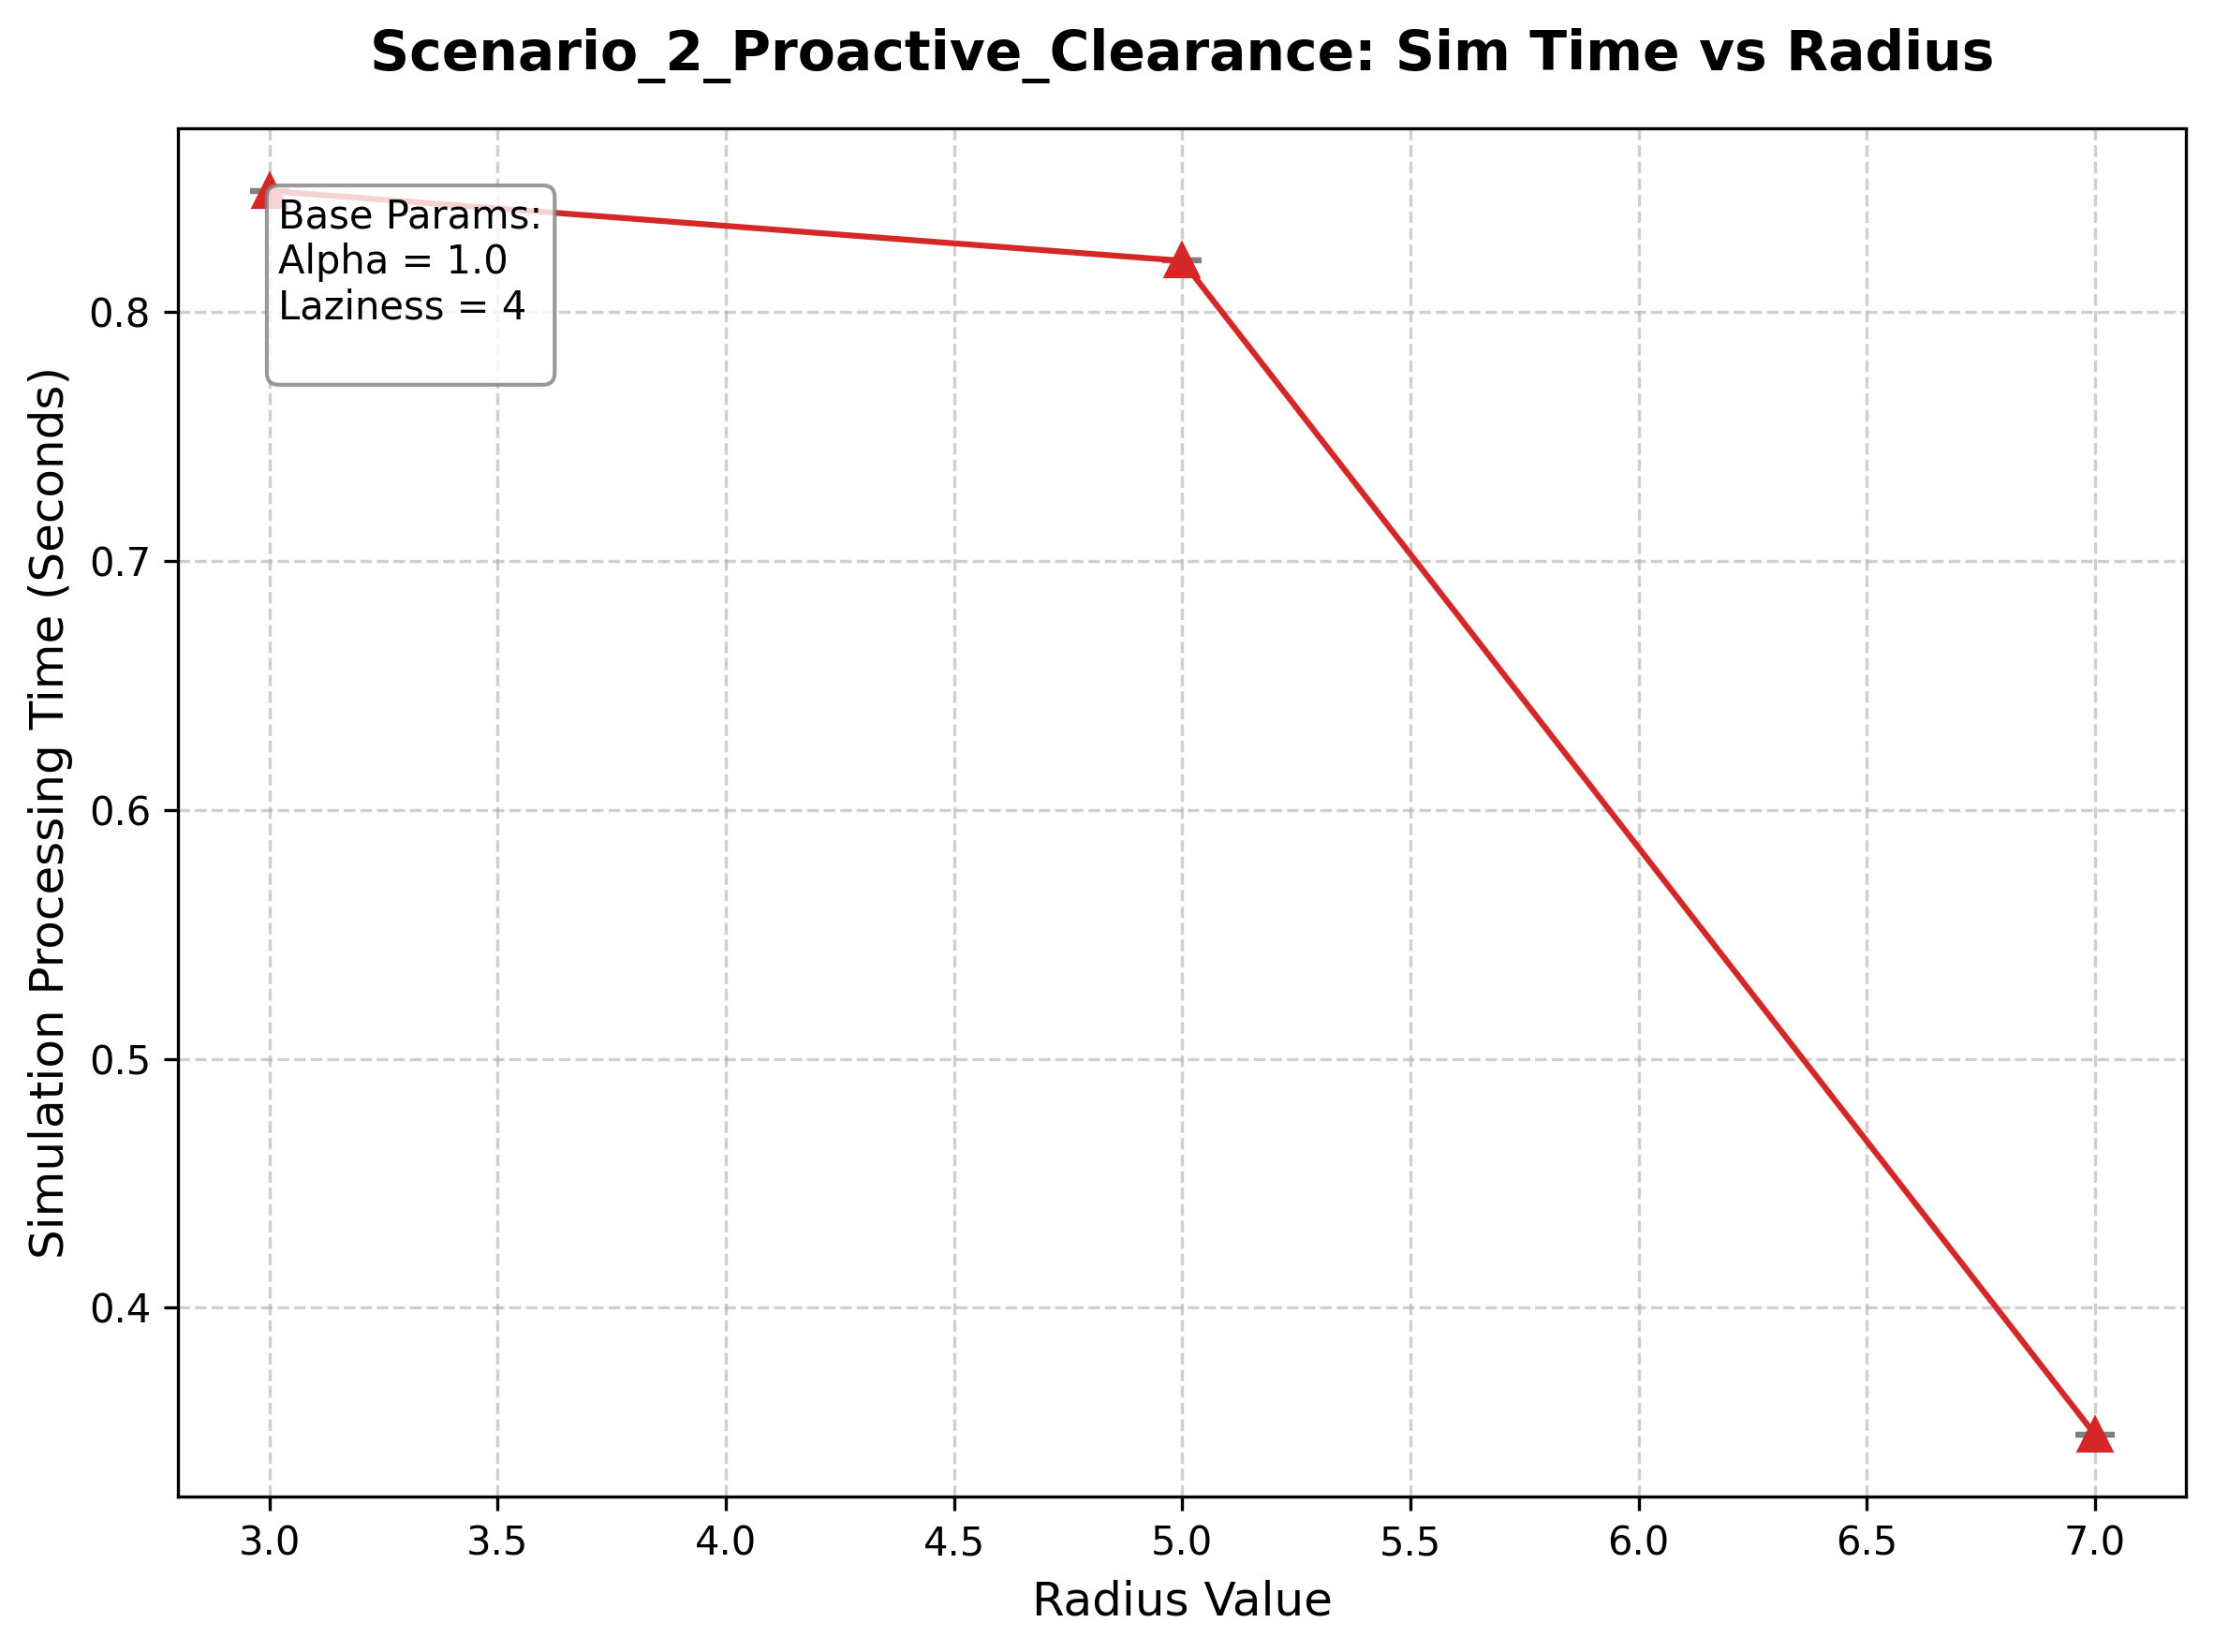 Scenario_2_Proactive_Clearance: Sim Time vs Radius
Base Params:
Alpha = 1.0
Laziness = 4
Simulation Processing Time (Seconds)
0.8
0.7
0.6
0.5
0.4
3.0 3.5 4.0 4.5 5.0 5.5 6.0 6.5 7.0
Radius Value